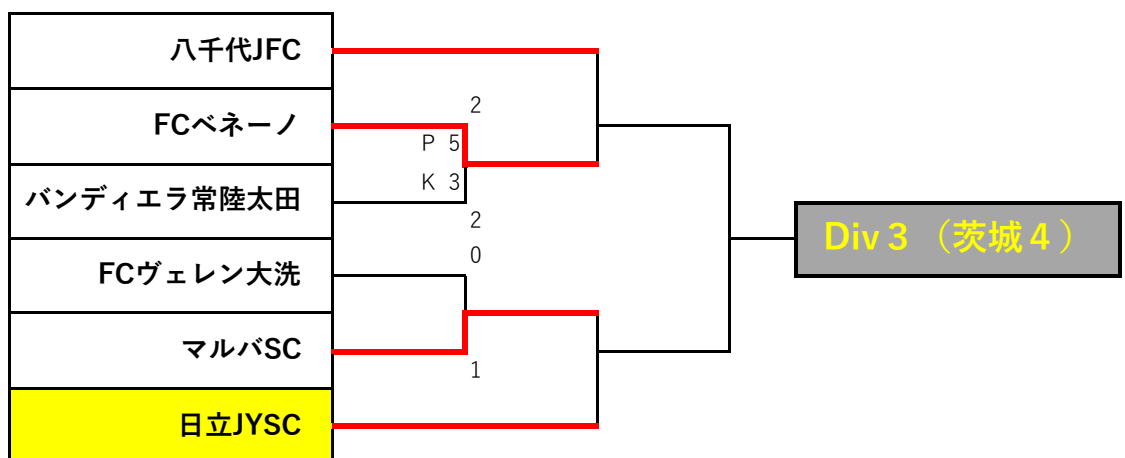 八千代JFC
2
FCベネーノ
P 5
K 3
バンディエラ常陸太田
2
0
FCヴェレン大洗
マルバSC
1
日立JYSC
Div３（茨城４）